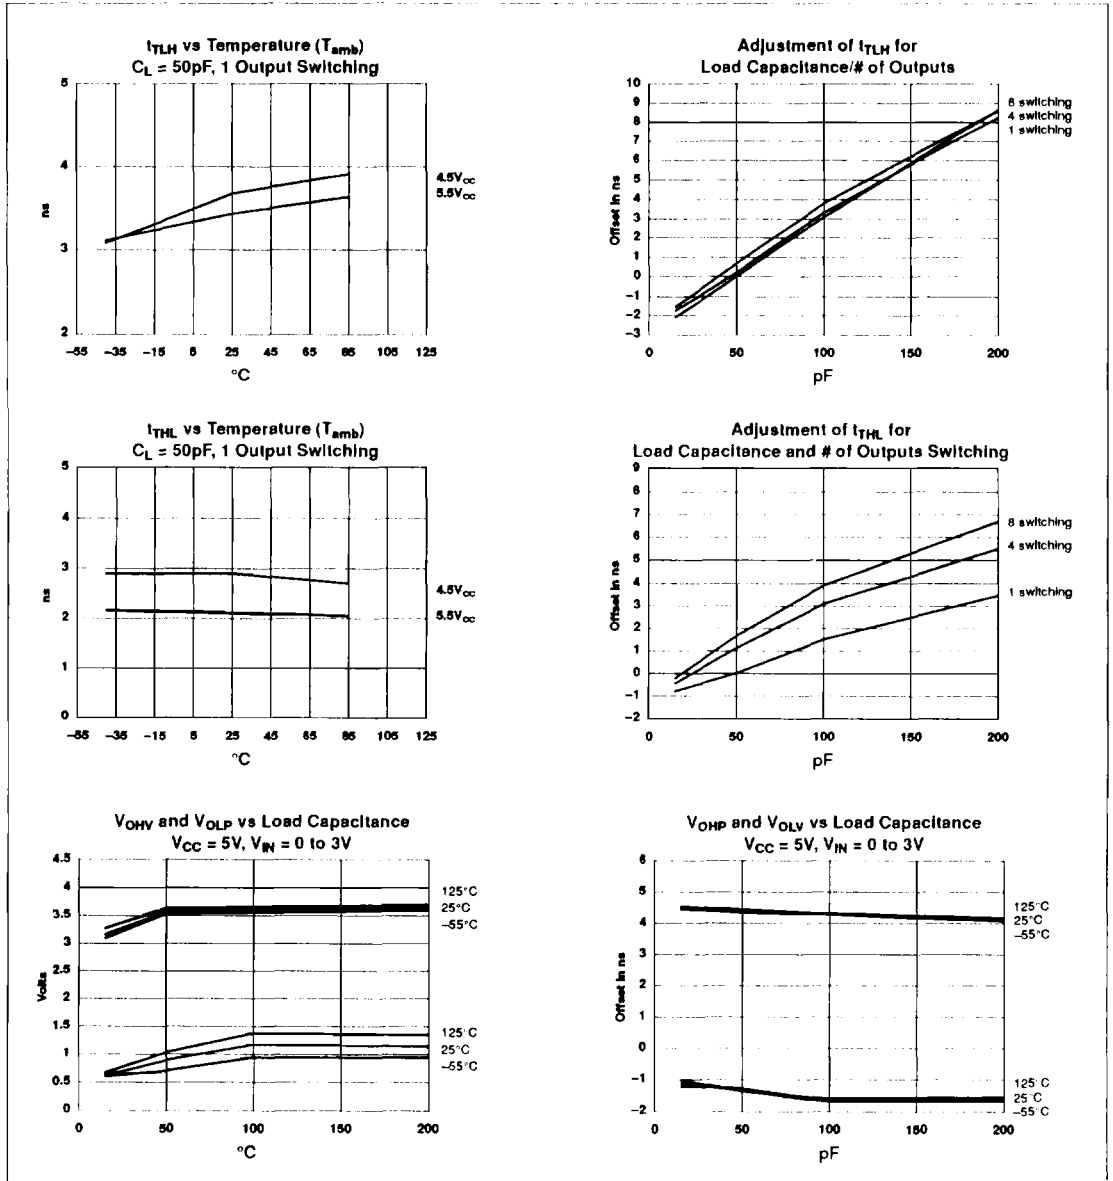 tTLH vs Temperature (Tamb)
CL = 50pF, 1 Output Switching
5
4
3
2
ns
4.5VCC
5.5VCC
–55 –35 –15 5 25 45 65 85 105 125
°C
Adjustment of tTLH for
Load Capacitance/# of Outputs
10
9
8
7
6
5
4
3
2
1
0
–1
–2
–3
Offset in ns
8 switching
4 switching
1 switching
0 50 100 150 200
pF
tTHL vs Temperature (Tamb)
CL = 50pF, 1 Output Switching
5
4
3
2
1
0
ns
4.5VCC
5.5VCC
–55 –35 –15 5 25 45 65 85 105 125
°C
Adjustment of tTHL for
Load Capacitance and # of Outputs Switching
9
8
7
6
5
4
3
2
1
0
–1
–2
Offset in ns
8 switching
4 switching
1 switching
0 50 100 150 200
pF
VOHV and VOLP vs Load Capacitance
VCC = 5V, VIN = 0 to 3V
4.5
4
3.5
3
2.5
2
1.5
1
0.5
0
Volts
125°C
25°C
–55°C
125°C
25°C
–55°C
0 50 100 150 200
°C
VOHP and VOLV vs Load Capacitance
VCC = 5V, VIN = 0 to 3V
6
5
4
3
2
1
0
–1
–2
Offset in ns
125°C
25°C
–55°C
125°C
25°C
–55°C
0 50 100 150 200
pF